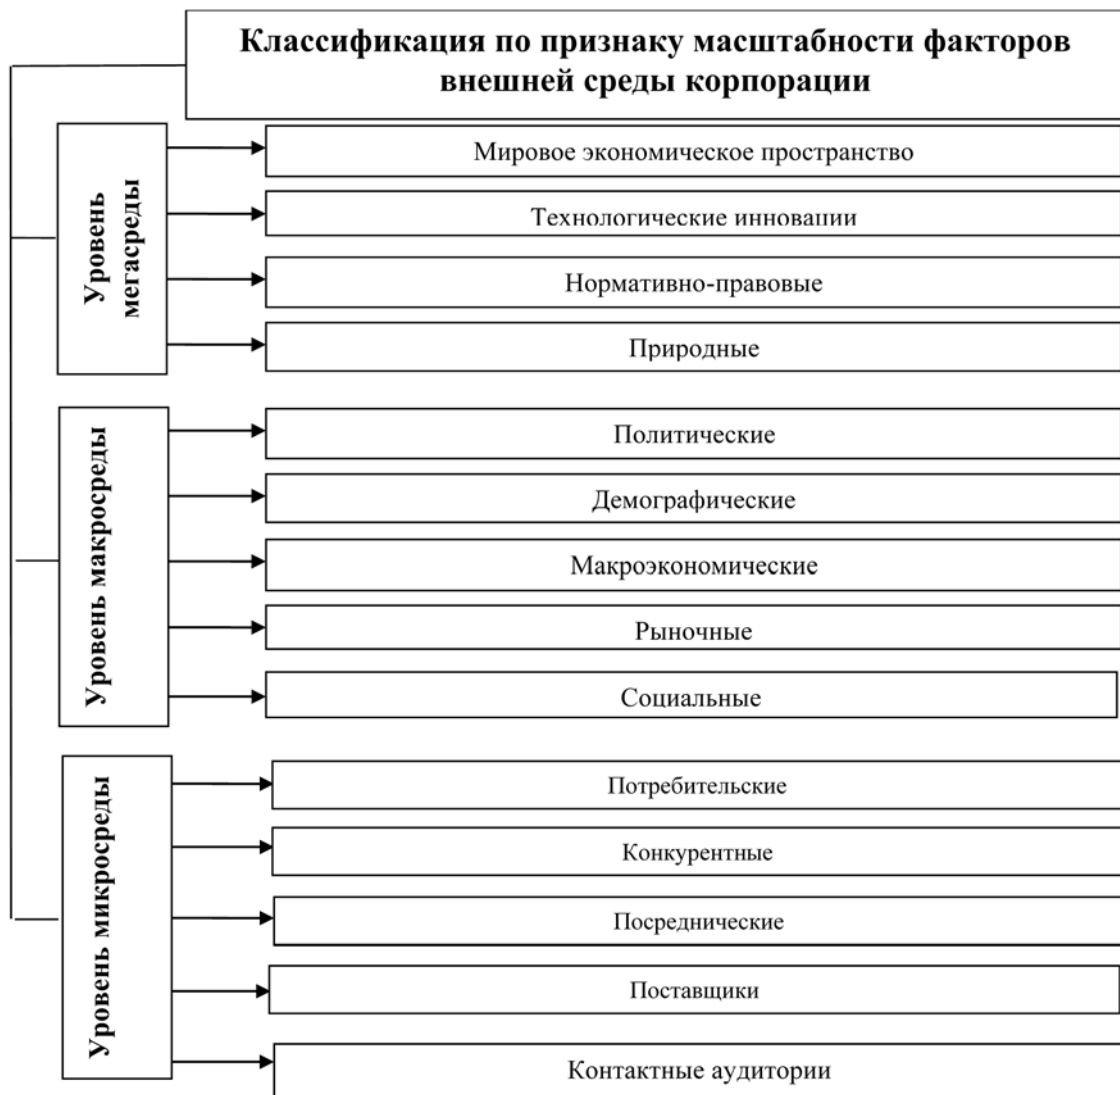 Классификация по признаку масштабности факторов
внешней среды корпорации
Уровень
мегасреды
Мировое экономическое пространство
Технологические инновации
Нормативно-правовые
Природные
Уровень макросреды
Политические
Демографические
Макроэкономические
Рыночные
Социальные
Уровень микросреды
Потребительские
Конкурентные
Посреднические
Поставщики
Контактные аудитории